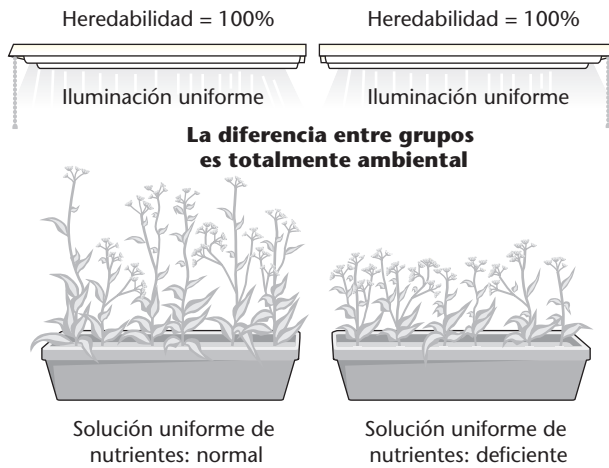 Heredabilidad = 100%
Heredabilidad = 100%
Iluminación uniforme
Iluminación uniforme
La diferencia entre grupos
es totalmente ambiental
Solución uniforme de
nutrientes: normal
Solución uniforme de
nutrientes: deficiente